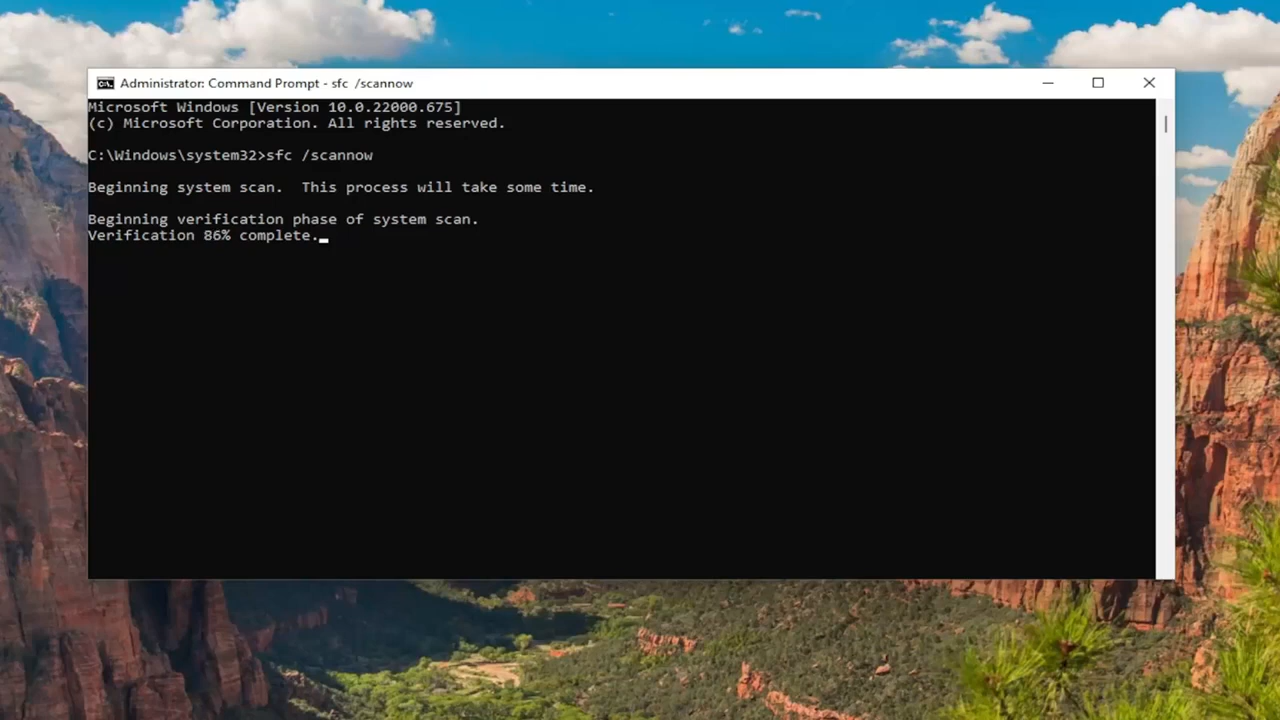 Administrator: Command Prompt - sfc  /scannow
Microsoft Windows [Version 10.0.22000.675]
(c) Microsoft Corporation. All rights reserved.
C:\Windows\system32>sfc /scannow
Beginning system scan.  This process will take some time.
Beginning verification phase of system scan.
Verification 86% complete.